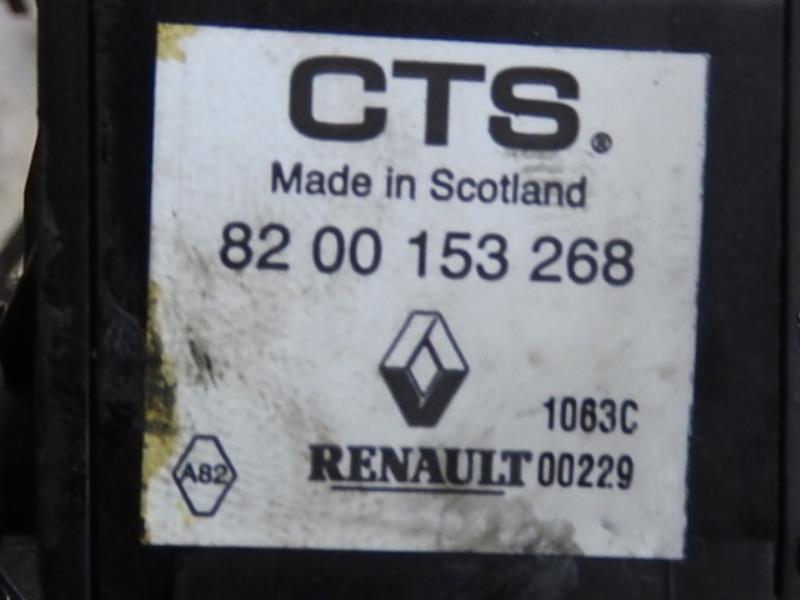 CTS®
Made in Scotland
82 00 153 268
1063C
A82
RENAULT 00229